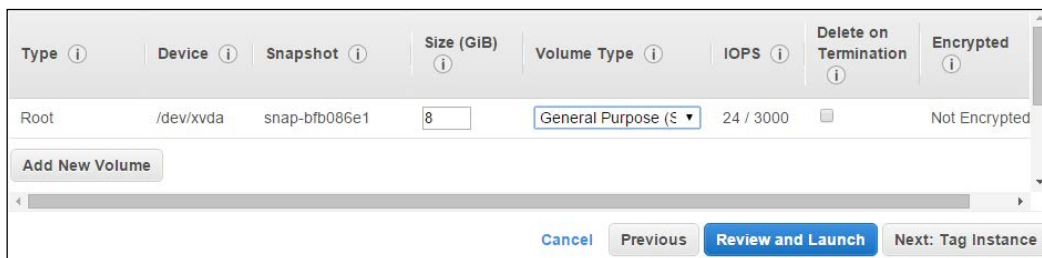 Type Device Snapshot Size (GiB) Volume Type IOPS Delete on Termination Encrypted
Root /dev/xvda snap-bfb086e1 8 General Purpose (S 24 / 3000 Not Encrypted
Add New Volume
Cancel Previous Review and Launch Next: Tag Instance